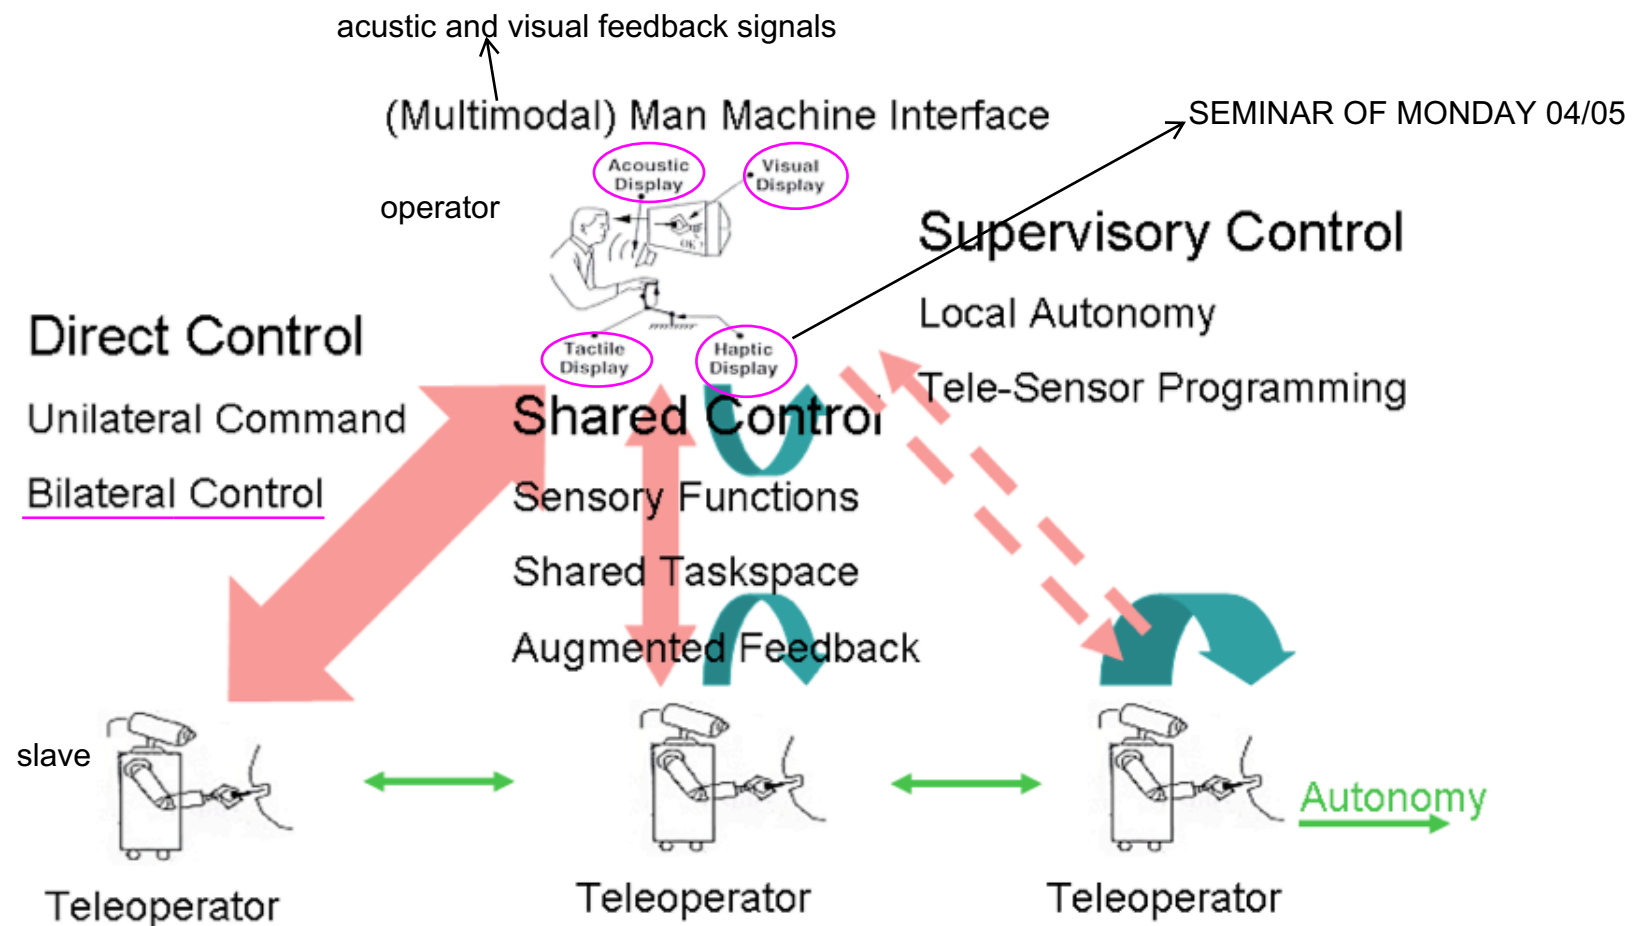 acustic and visual feedback signals
(Multimodal) Man Machine Interface
SEMINAR OF MONDAY 04/05
Acoustic
Display
Visual
Display
operator
OK !
Supervisory Control
Local Autonomy
Tele-Sensor Programming
Direct Control
Unilateral Command
Bilateral Control
Tactile
Display
Haptic
Display
Shared Control
Sensory Functions
Shared Taskspace
Augmented Feedback
slave
Autonomy
Teleoperator
Teleoperator
Teleoperator